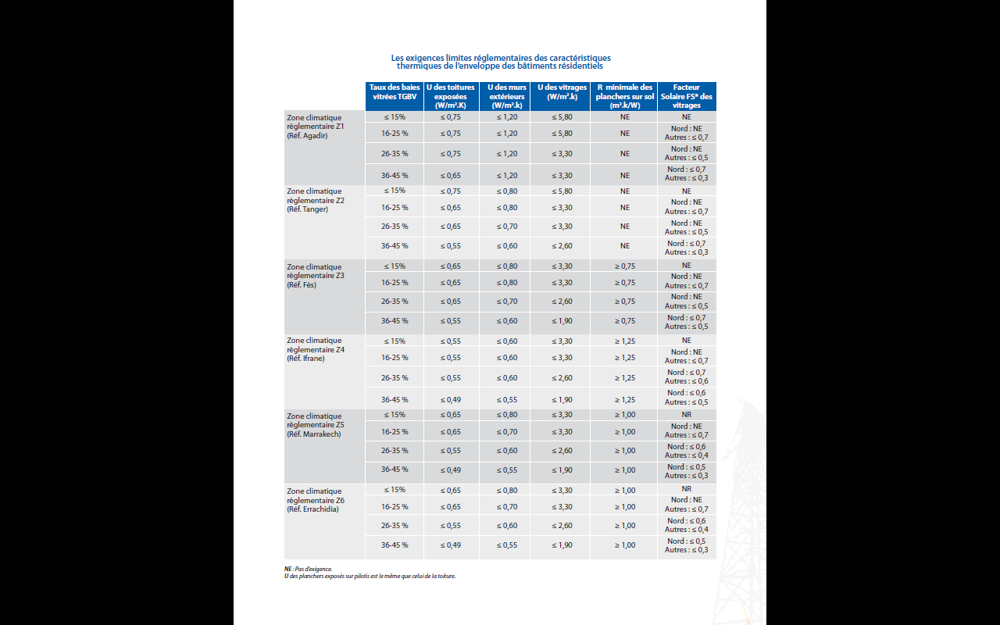 Les exigences limites réglementaires des caractéristiques
thermiques de l'enveloppe des bâtiments résidentiels
Taux des baies vitrées TGBV | U des toitures exposées (W/m².K) | U des murs extérieurs (W/m².k) | U des vitrages (W/m².k) | R minimale des planchers sur sol (m².k/W) | Facteur Solaire FS* des vitrages
Zone climatique règlementaire Z1 (Réf. Agadir)
≤ 15% | ≤ 0,75 | ≤ 1,20 | ≤ 5,80 | NE | NE
16-25 % | ≤ 0,75 | ≤ 1,20 | ≤ 5,80 | NE | Nord : NE Autres : ≤ 0,7
26-35 % | ≤ 0,75 | ≤ 1,20 | ≤ 3,30 | NE | Nord : NE Autres : ≤ 0,5
36-45 % | ≤ 0,65 | ≤ 1,20 | ≤ 3,30 | NE | Nord : ≤ 0,7 Autres : ≤ 0,3
Zone climatique règlementaire Z2 (Réf. Tanger)
≤ 15% | ≤ 0,75 | ≤ 0,80 | ≤ 5,80 | NE | NE
16-25 % | ≤ 0,65 | ≤ 0,80 | ≤ 3,30 | NE | Nord : NE Autres : ≤ 0,7
26-35 % | ≤ 0,65 | ≤ 0,70 | ≤ 3,30 | NE | Nord : NE Autres : ≤ 0,5
36-45 % | ≤ 0,55 | ≤ 0,60 | ≤ 2,60 | NE | Nord : ≤ 0,7 Autres : ≤ 0,3
Zone climatique règlementaire Z3 (Réf. Fès)
≤ 15% | ≤ 0,65 | ≤ 0,80 | ≤ 3,30 | ≥ 0,75 | NE
16-25 % | ≤ 0,65 | ≤ 0,80 | ≤ 3,30 | ≥ 0,75 | Nord : NE Autres : ≤ 0,7
26-35 % | ≤ 0,65 | ≤ 0,70 | ≤ 2,60 | ≥ 0,75 | Nord : NE Autres : ≤ 0,5
36-45 % | ≤ 0,55 | ≤ 0,60 | ≤ 1,90 | ≥ 0,75 | Nord : ≤ 0,7 Autres : ≤ 0,5
Zone climatique règlementaire Z4 (Réf. Ifrane)
≤ 15% | ≤ 0,55 | ≤ 0,60 | ≤ 3,30 | ≥ 1,25 | NE
16-25 % | ≤ 0,55 | ≤ 0,60 | ≤ 3,30 | ≥ 1,25 | Nord : NE Autres : ≤ 0,7
26-35 % | ≤ 0,55 | ≤ 0,60 | ≤ 2,60 | ≥ 1,25 | Nord : ≤ 0,7 Autres : ≤ 0,6
36-45 % | ≤ 0,49 | ≤ 0,55 | ≤ 1,90 | ≥ 1,25 | Nord : ≤ 0,6 Autres : ≤ 0,5
Zone climatique règlementaire Z5 (Réf. Marrakech)
≤ 15% | ≤ 0,65 | ≤ 0,80 | ≤ 3,30 | ≥ 1,00 | NR
16-25 % | ≤ 0,65 | ≤ 0,70 | ≤ 3,30 | ≥ 1,00 | Nord : NE Autres : ≤ 0,7
26-35 % | ≤ 0,55 | ≤ 0,60 | ≤ 2,60 | ≥ 1,00 | Nord : ≤ 0,6 Autres : ≤ 0,4
36-45 % | ≤ 0,49 | ≤ 0,55 | ≤ 1,90 | ≥ 1,00 | Nord : ≤ 0,5 Autres : ≤ 0,3
Zone climatique règlementaire Z6 (Réf. Errachidia)
≤ 15% | ≤ 0,65 | ≤ 0,80 | ≤ 3,30 | ≥ 1,00 | NR
16-25 % | ≤ 0,65 | ≤ 0,70 | ≤ 3,30 | ≥ 1,00 | Nord : NE Autres : ≤ 0,7
26-35 % | ≤ 0,55 | ≤ 0,60 | ≤ 2,60 | ≥ 1,00 | Nord : ≤ 0,6 Autres : ≤ 0,4
36-45 % | ≤ 0,49 | ≤ 0,55 | ≤ 1,90 | ≥ 1,00 | Nord : ≤ 0,5 Autres : ≤ 0,3
NE : Pas d'exigence.
U des planchers exposés sur pilotis est le même que celui de la toiture.